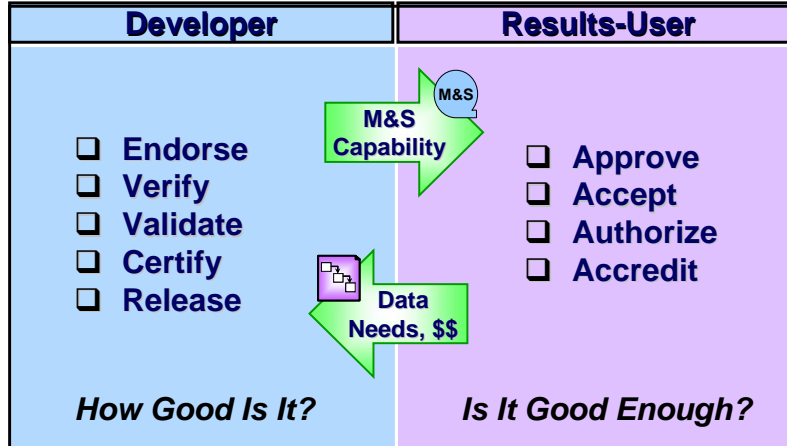 Developer
Results-User
M&S
M&S
Capability
❑ Endorse
❑ Verify
❑ Validate
❑ Certify
❑ Release
❑ Approve
❑ Accept
❑ Authorize
❑ Accredit
Data
Needs, $$
How Good Is It?
Is It Good Enough?